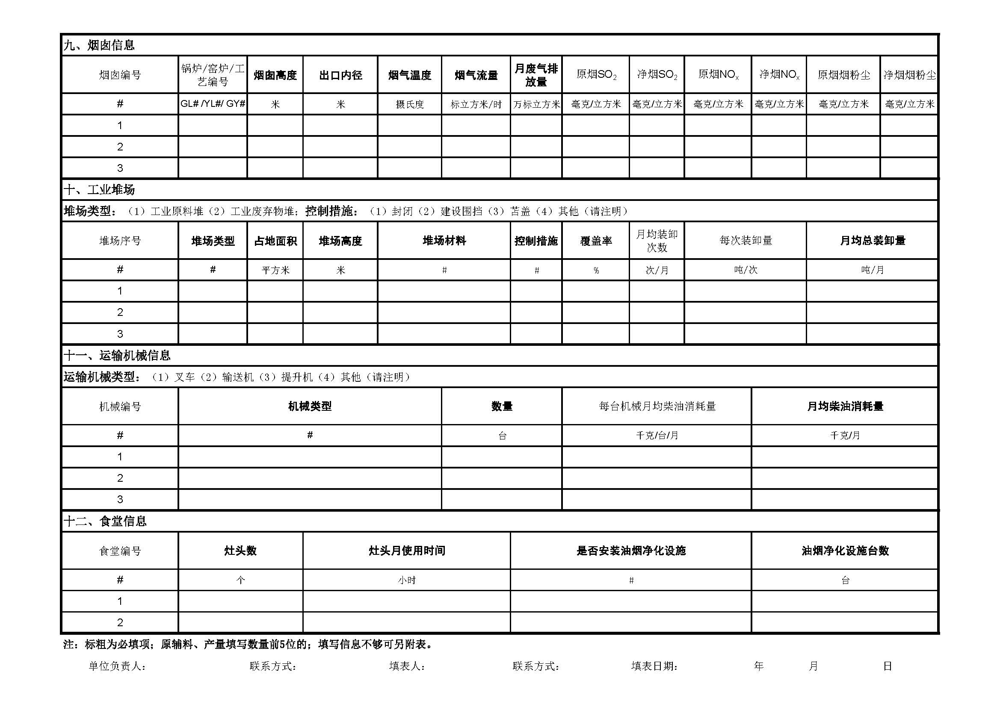 九、烟囱信息
烟囱编号 锅炉/窑炉/工艺编号 烟囱高度 出口内径 烟气温度 烟气流量 月废气排放量 原烟SO₂ 净烟SO₂ 原烟NOₓ 净烟NOₓ 原烟烟粉尘 净烟烟粉尘
# GL# /YL#/ GY# 米 米 摄氏度 标立方米/时 万标立方米 毫克/立方米 毫克/立方米 毫克/立方米 毫克/立方米 毫克/立方米 毫克/立方米
1
2
3
十、工业堆场
堆场类型：（1）工业原料堆（2）工业废弃物堆；控制措施：（1）封闭（2）建设围挡（3）苫盖（4）其他（请注明）
堆场序号 堆场类型 占地面积 堆场高度 堆场材料 控制措施 覆盖率 月均装卸次数 每次装卸量 月均总装卸量
# # 平方米 米 # # % 次/月 吨/次 吨/月
1
2
3
十一、运输机械信息
运输机械类型：（1）叉车（2）输送机（3）提升机（4）其他（请注明）
机械编号 机械类型 数量 每台机械月均柴油消耗量 月均柴油消耗量
# # 台 千克/台/月 千克/月
1
2
3
十二、食堂信息
食堂编号 灶头数 灶头月使用时间 是否安装油烟净化设施 油烟净化设施台数
# 个 小时 # 台
1
2
注：标粗为必填项；原辅料、产量填写数量前5位的；填写信息不够可另附表。
单位负责人： 联系方式： 填表人： 联系方式： 填表日期： 年 月 日